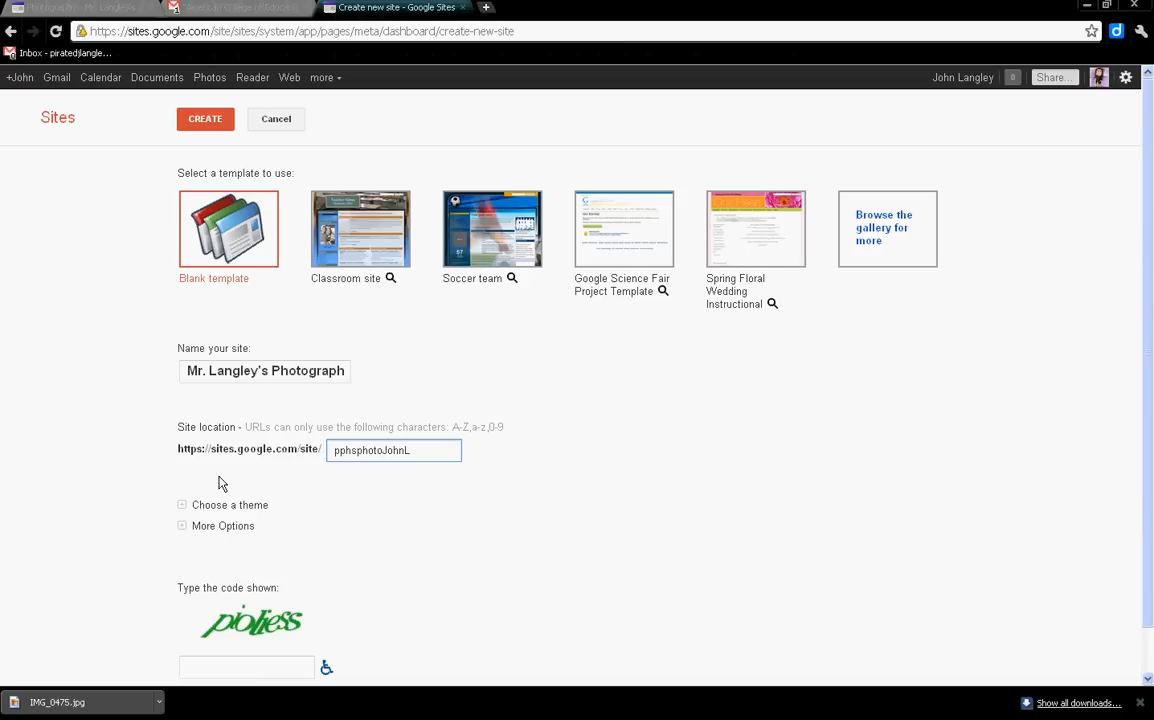 Create new site - Google Sites
https://sites.google.com/site/sites/system/app/pages/meta/dashboard/create-new-site
Inbox - piratedjlangle...
+John Gmail Calendar Documents Photos Reader Web more
John Langley 0 Share...
Sites CREATE Cancel
Select a template to use:
Browse the
gallery for
more
Blank template Classroom site Soccer team Google Science Fair
Project Template Spring Floral
Wedding
Instructional
Name your site:
Mr. Langley's Photograph
Site location - URLs can only use the following characters: A-Z,a-z,0-9
https://sites.google.com/site/ pphsphotoJohnL
Choose a theme
More Options
Type the code shown:
IMG_0475.jpg
Show all downloads...